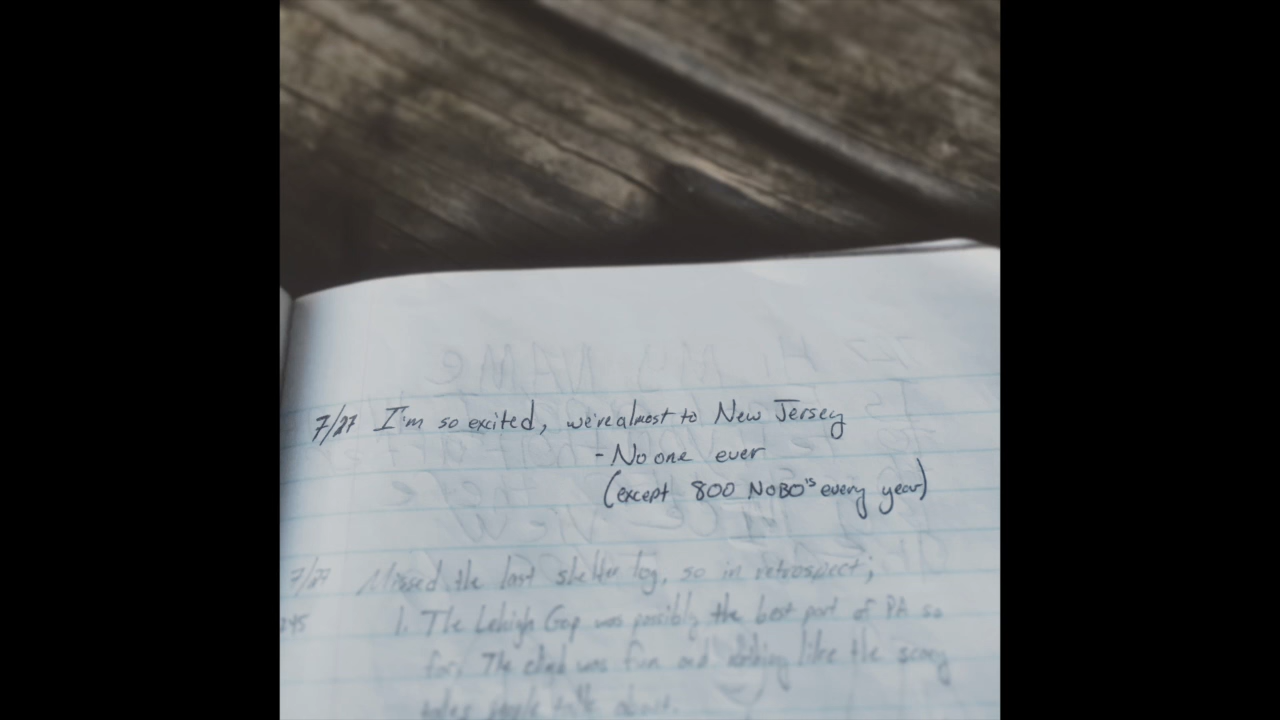 7/27 I'm so excited, we're almost to New Jersey
- No one ever
(except 800 NOBO's every year)
7/27 Missed the last shelter log, so in retrospect;
1. The Lehigh Gap was possibly the best part of PA so
far. The climb was fun and nothing like the scary